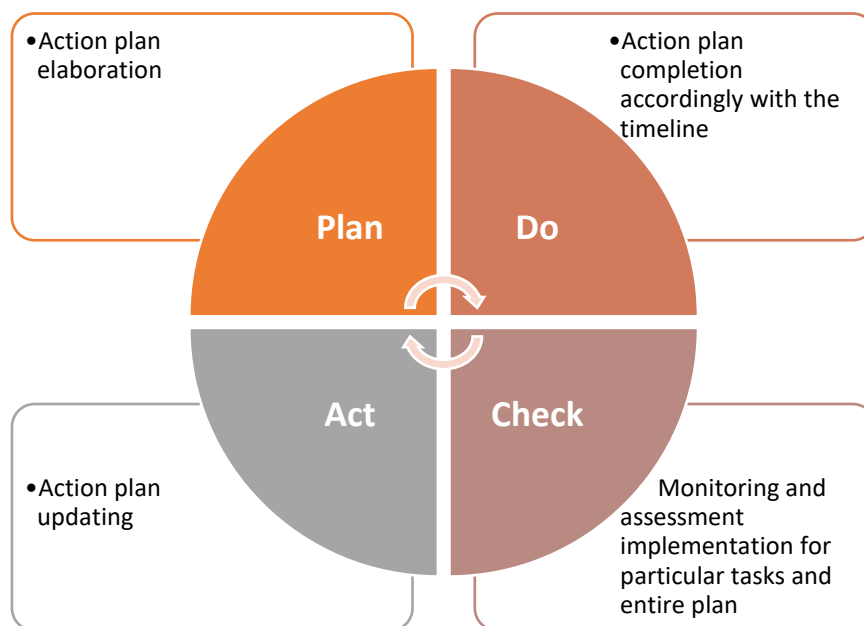 •Action plan
elaboration
•Action plan
completion
accordingly with the
timeline
Plan
Do
Act
Check
•Action plan
updating
Monitoring and
assessment
implementation for
particular tasks and
entire plan